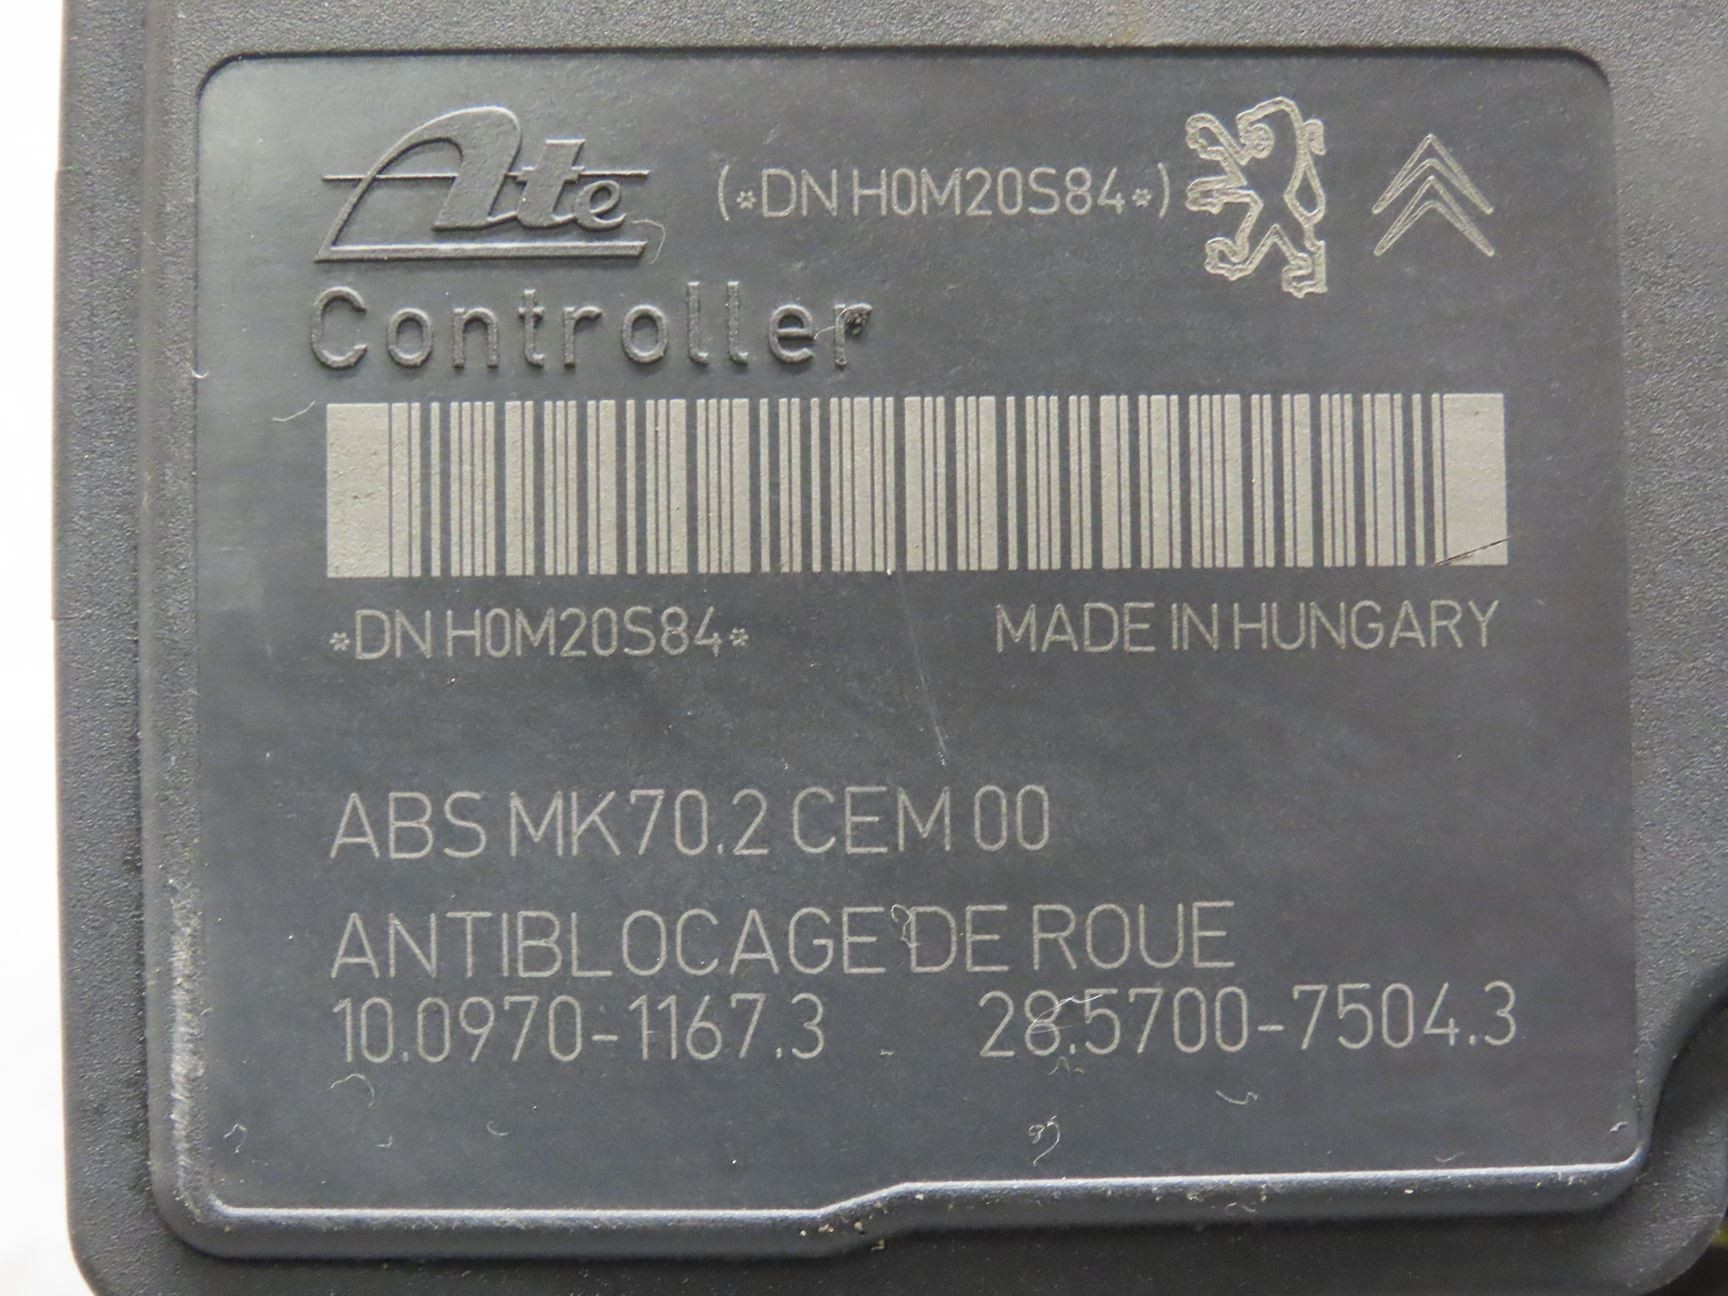 Ate (*DN H0M20S84*)
Controller
*DN H0M20S84* MADE IN HUNGARY
ABS MK70.2 CEM 00
ANTIBLOCAGE DE ROUE
10.0970-1167.3 28.5700-7504.3